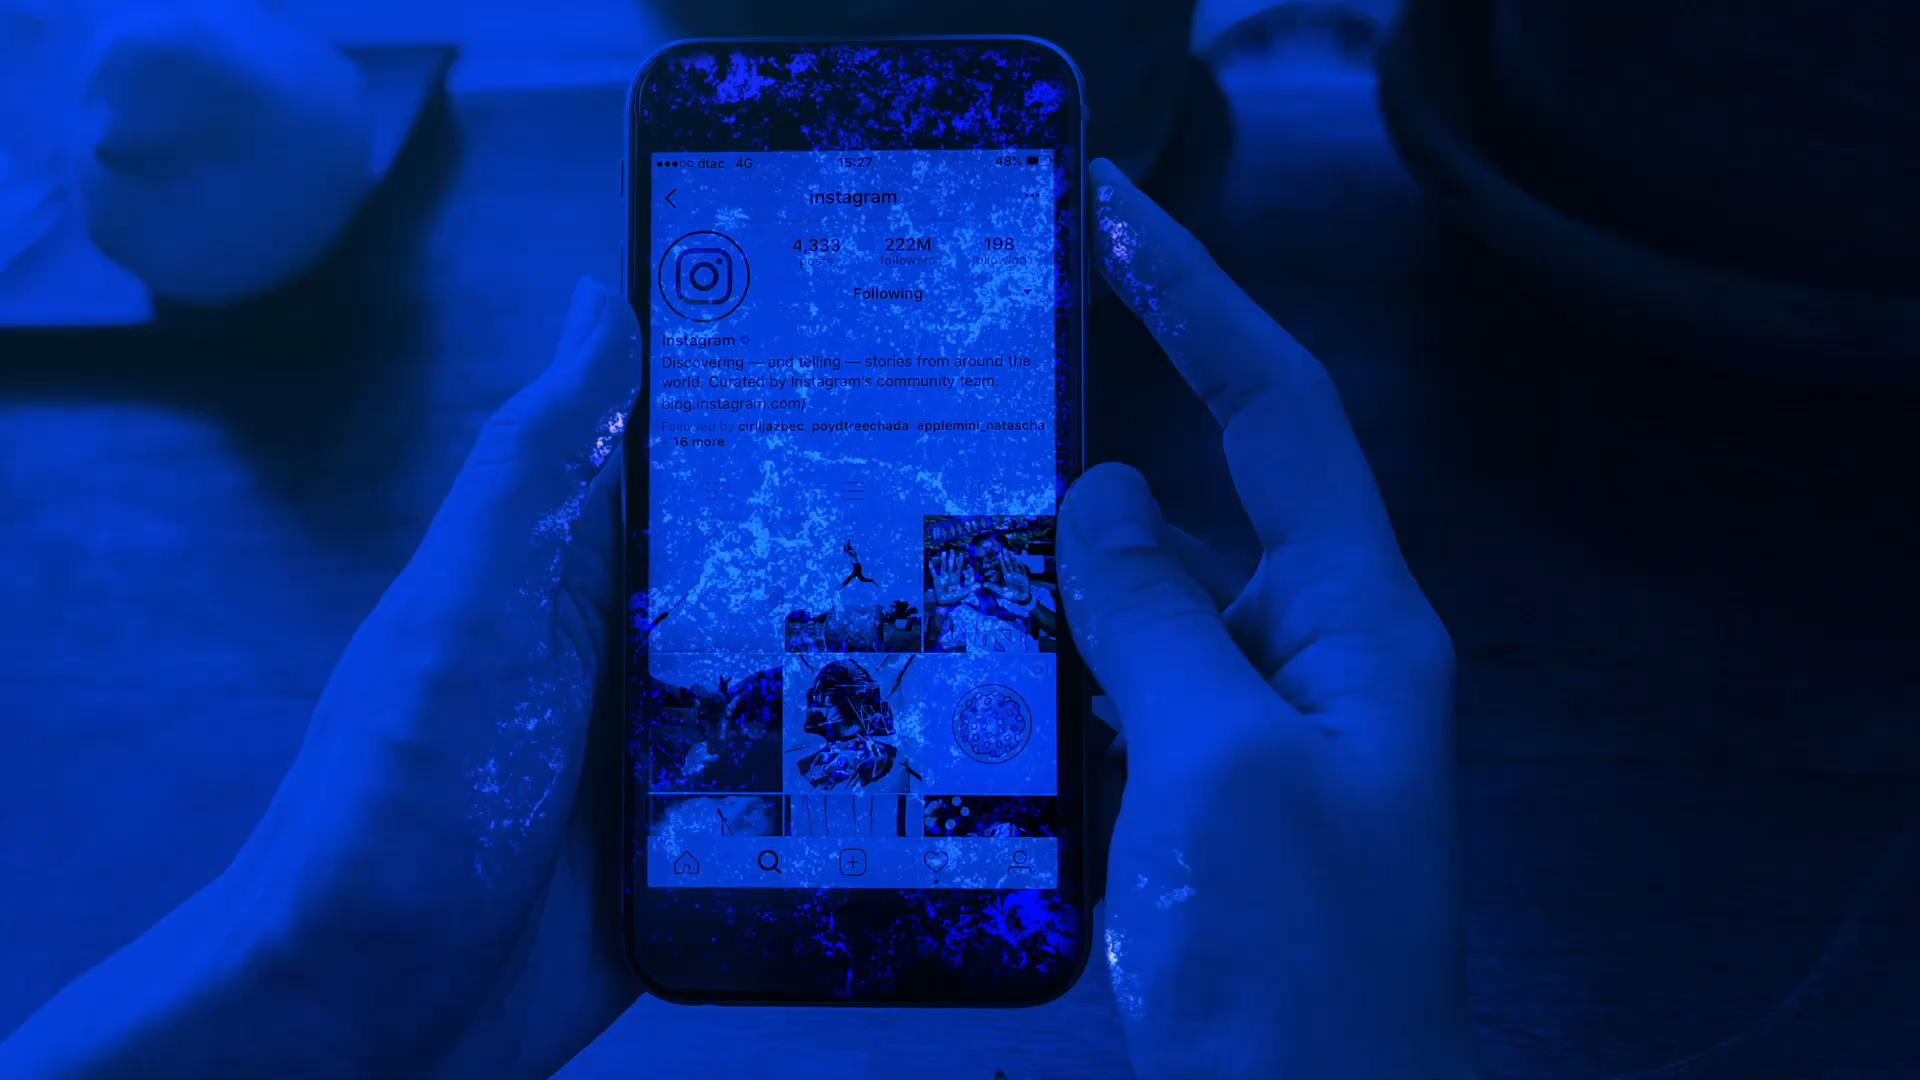 dtac 4G 15:27 48%
instagram
4,333 222M 198
posts followers following
Following
Instagram
Discovering — and telling — stories from around the
world. Curated by Instagram's community team.
blog.instagram.com/
Followed by ciriljazbec, poydtreechada, applemini_natascha
+ 16 more